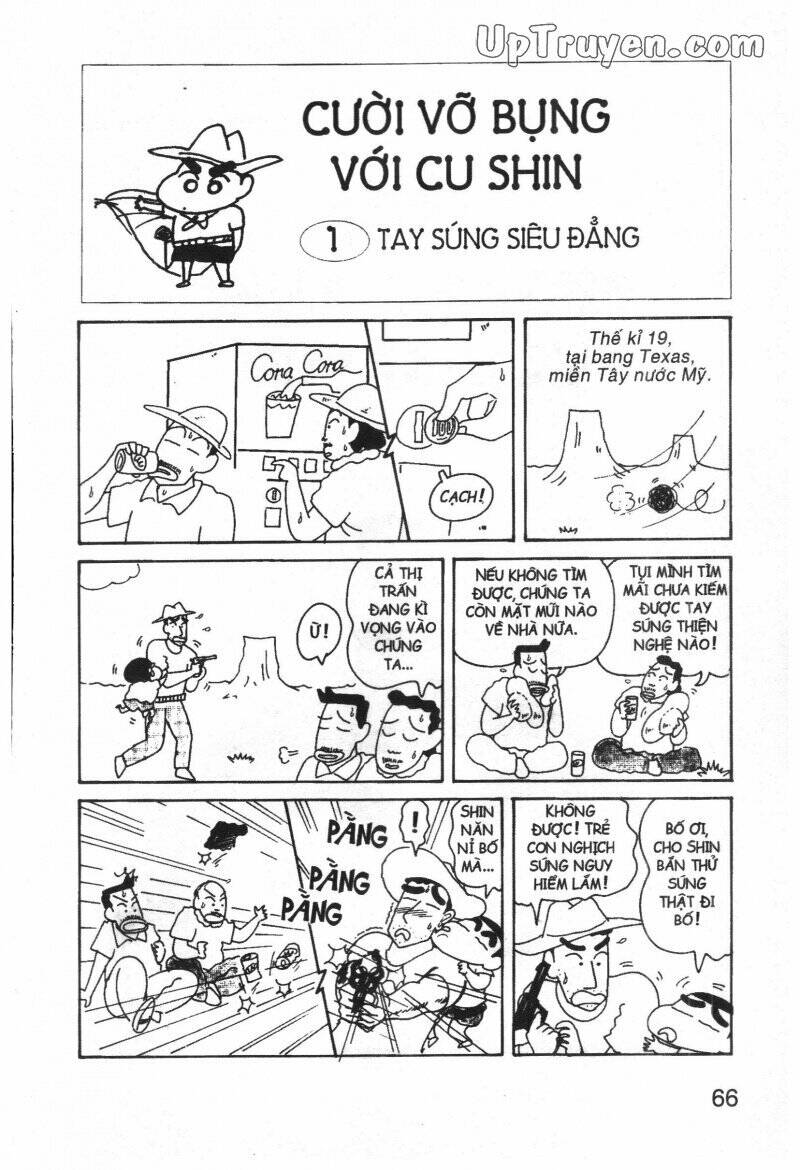 UpTruyen.com
CƯỜI VỠ BỤNG
VỚI CU SHIN
1 TAY SÚNG SIÊU ĐẲNG
Thế kỉ 19,
tại bang Texas,
miền Tây nước Mỹ.
Cona Cora
100
CẠCH!
TỤI MÌNH TÌM
MÃI CHƯA KIẾM
ĐƯỢC TAY
SÚNG THIỆN
NGHỆ NÀO!
NẾU KHÔNG TÌM
ĐƯỢC, CHÚNG TA
CÒN MẶT MŨI NÀO
VỀ NHÀ NỮA.
CẢ THỊ
TRẤN
ĐANG KÌ
VỌNG VÀO
CHÚNG
TA...
Ừ!
BỐ ƠI,
CHO SHIN
BẮN THỬ
SÚNG
THẬT ĐI
BỐ!
KHÔNG
ĐƯỢC! TRẺ
CON NGHỊCH
SÚNG NGUY
HIỂM LẮM!
SHIN
NĂN
NỈ BỐ
MÀ...
!
PẰNG
PẰNG
PẰNG
66